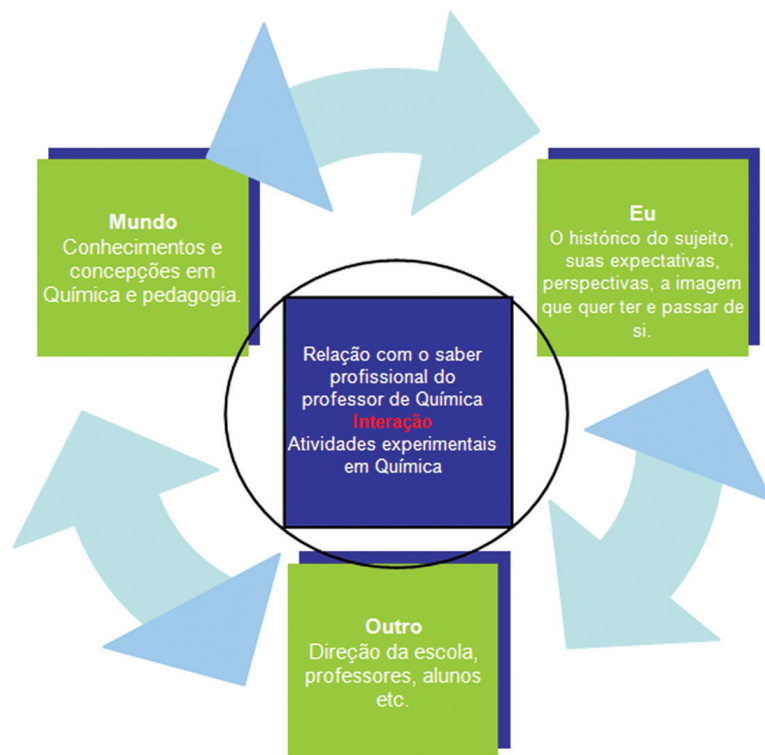 Mundo
Conhecimentos e
concepções em
Química e pedagogia.
Eu
O histórico do sujeito,
suas expectativas,
perspectivas, a imagem
que quer ter e passar de
si.
Relação com o saber
profissional do
professor de Química
Interação
Atividades experimentais
em Química
Outro
Direção da escola,
professores, alunos
etc.